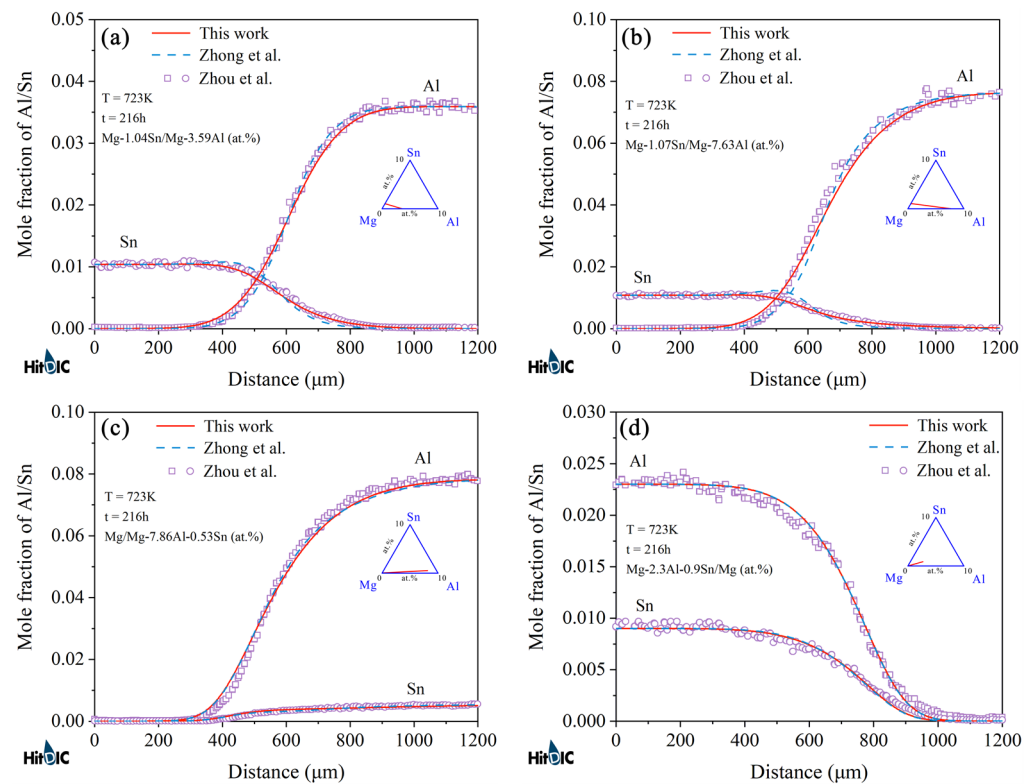 (a)
This work
Zhong et al.
Zhou et al.
T = 723K
t = 216h
Mg-1.04Sn/Mg-3.59Al (at.%)
Al
Sn
Sn
10
at.%
0
at.%
10
Mg
Al
Mole fraction of Al/Sn
0.05
0.04
0.03
0.02
0.01
0.00
0
200
400
600
800
1000
1200
Distance (μm)
HitDIC
(b)
This work
Zhong et al.
Zhou et al.
T = 723K
t = 216h
Mg-1.07Sn/Mg-7.63Al (at.%)
Al
Sn
Sn
10
at.%
0
at.%
10
Mg
Al
Mole fraction of Al/Sn
0.10
0.08
0.06
0.04
0.02
0.00
0
200
400
600
800
1000
1200
Distance (μm)
HitDIC
(c)
This work
Zhong et al.
Zhou et al.
T = 723K
t = 216h
Mg/Mg-7.86Al-0.53Sn (at.%)
Al
Sn
Sn
10
at.%
0
at.%
10
Mg
Al
Mole fraction of Al/Sn
0.10
0.08
0.06
0.04
0.02
0.00
0
200
400
600
800
1000
1200
Distance (μm)
HitDIC
(d)
This work
Zhong et al.
Zhou et al.
Al
T = 723K
t = 216h
Mg-2.3Al-0.9Sn/Mg (at.%)
Sn
Sn
10
at.%
0
at.%
10
Mg
Al
Mole fraction of Al/Sn
0.030
0.025
0.020
0.015
0.010
0.005
0.000
0
200
400
600
800
1000
1200
Distance (μm)
HitDIC